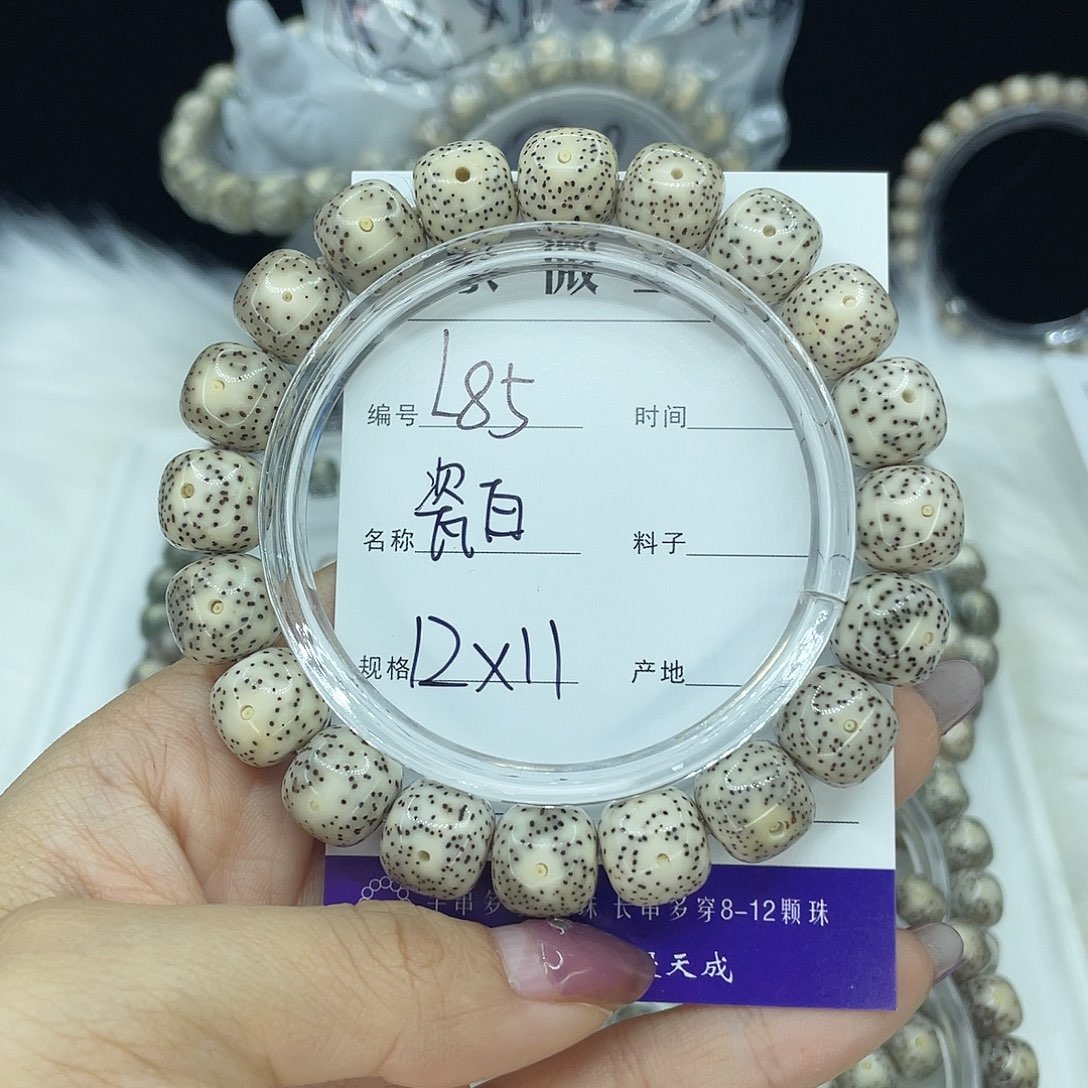 微
编号 L85 时间
名称 瓷白 料子
规格 12X11 产地
长串多穿8-12颗珠
天成